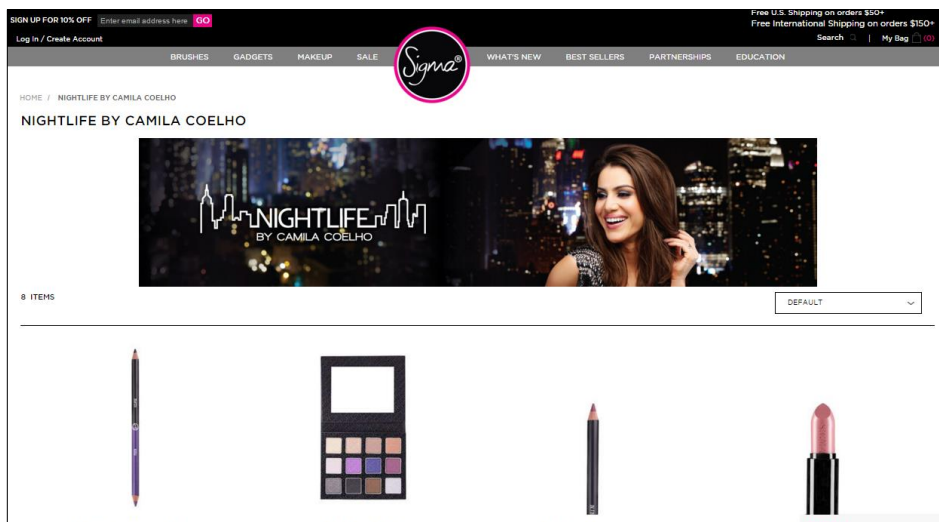 SIGN UP FOR 10% OFF Enter email address here GO
Free U.S. Shipping on orders $50+
Free International Shipping on orders $150+
Log In / Create Account
Search | My Bag (0)
BRUSHES GADGETS MAKEUP SALE Sigma® WHAT'S NEW BEST SELLERS PARTNERSHIPS EDUCATION
HOME / NIGHTLIFE BY CAMILA COELHO
NIGHTLIFE BY CAMILA COELHO
NIGHTLIFE
BY CAMILA COELHO
8 ITEMS
DEFAULT